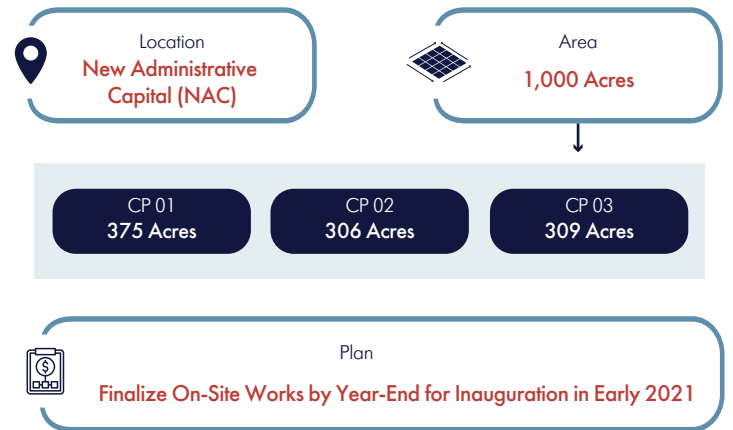 Location
New Administrative
Capital (NAC)
Area
1,000 Acres
CP 01
375 Acres
CP 02
306 Acres
CP 03
309 Acres
Plan
Finalize On-Site Works by Year-End for Inauguration in Early 2021